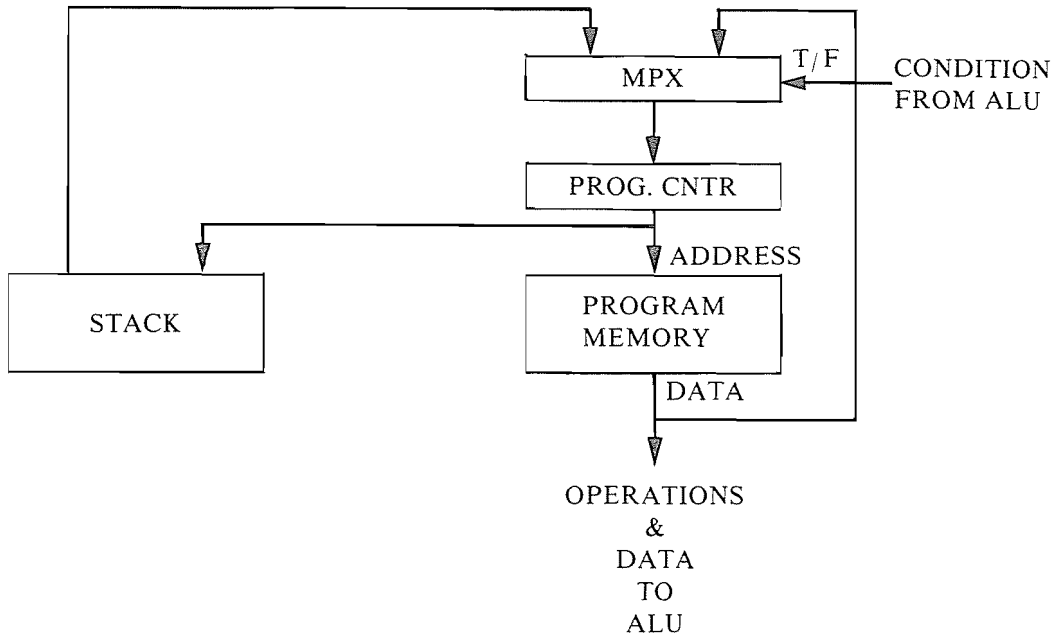 T/F
MPX
CONDITION
FROM ALU
PROG. CNTR
ADDRESS
STACK
PROGRAM
MEMORY
DATA
OPERATIONS
&
DATA
TO
ALU